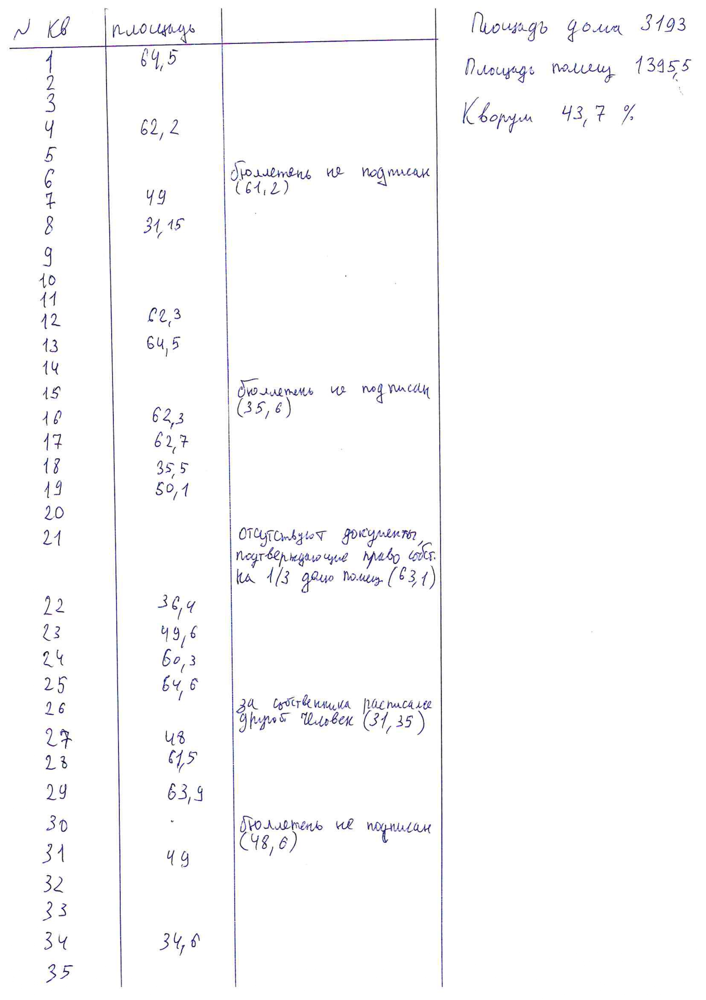 N кв площадь
Площадь дома 3193
1 64,5
Площадь помещ 1395,5
2
3
Кворум 43,7 %
4 62,2
5
6 бюллетень не подписан
(61,2)
7 49
8 31,15
9
10
11
12 62,3
13 64,5
14
15 бюллетень не подписан
(35,6)
16 62,3
17 62,7
18 35,5
19 50,1
20
21 отсутствуют документы,
подтверждающие право собст.
на 1/3 долю помещ. (63,1)
22 36,4
23 49,6
24 60,3
25 64,6
26 за собственника расписался
другой человек (31,35)
27 48
28 61,5
29 63,9
30 бюллетень не подписан
(48,6)
31 49
32
33
34 34,6
35